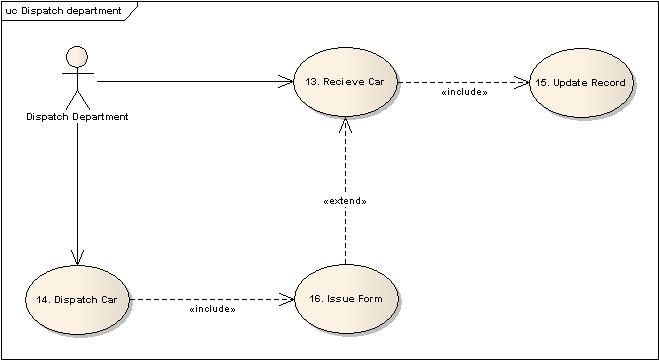 uc Dispatch department
13. Recieve Car
15. Update Record
«include»
Dispatch Department
«extend»
14. Dispatch Car
16. Issue Form
«include»